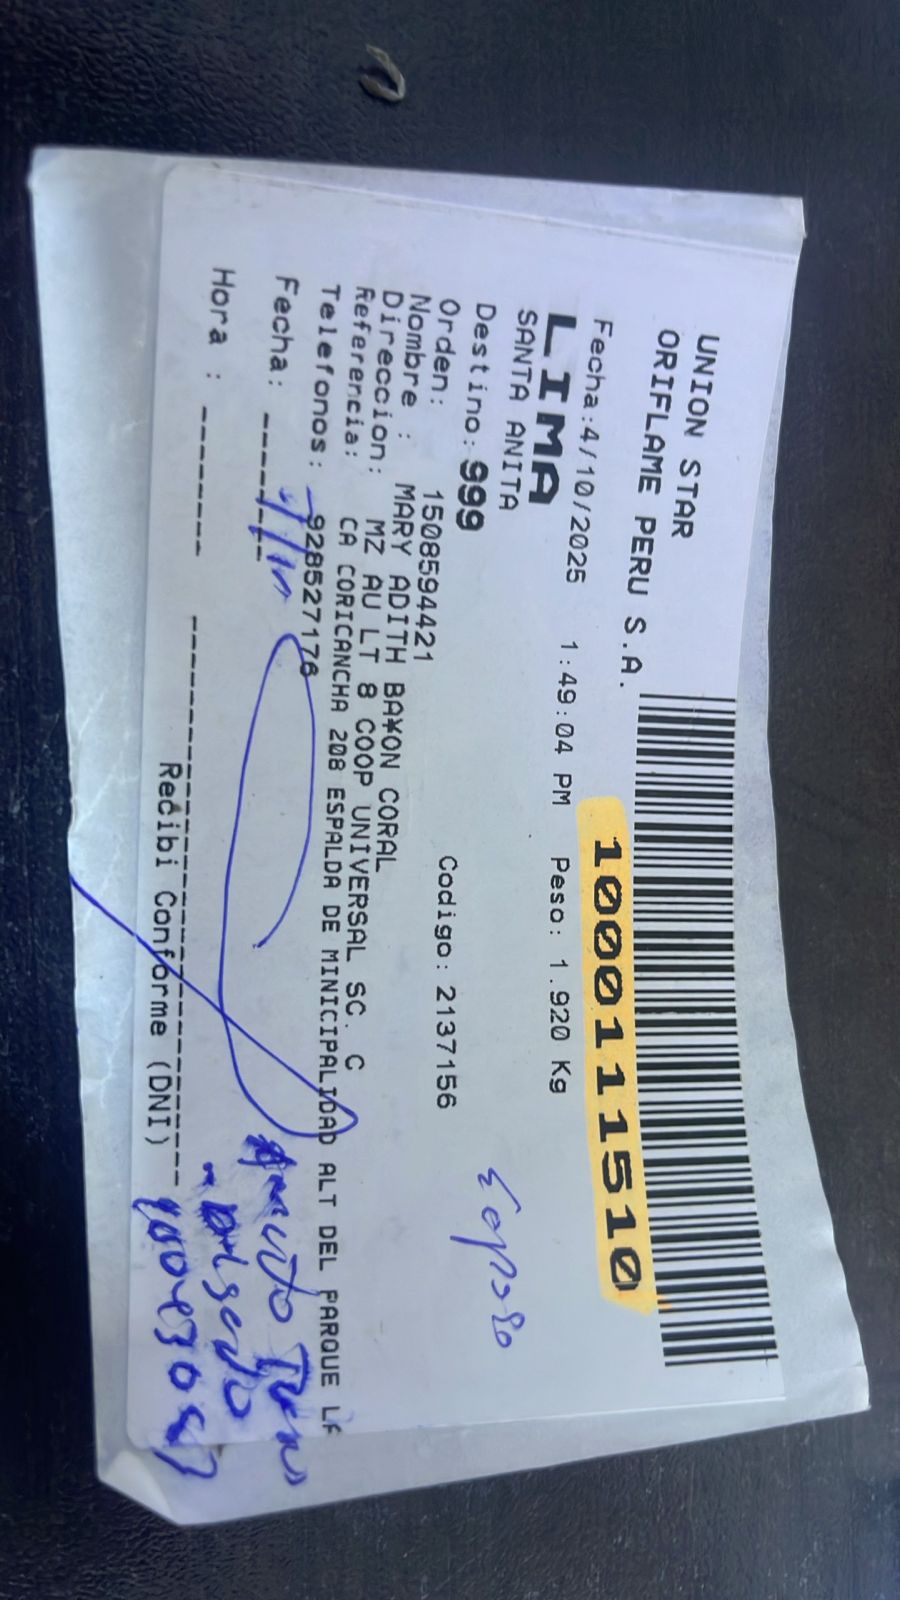 UNION STAR
ORIFLAME PERU S.A.
10001111510
Fecha:4/10/2025 1:49:04 PM Peso: 1.920 Kg
LIMA
SANTA ANITA
Destino: 999
Orden: 1508594421 Codigo: 2137156
Nombre : MARY ADITH BA¥ON CORAL
Direccion: MZ AU LT 8 COOP UNIVERSAL SC. C
Referencia: CA CORICANCHA 208 ESPALDA DE MINICIPALIDAD ALT DEL PARQUE LA
Telefonos: 928527176
Fecha:
Hora :
Recibi Conforme (DNI)
Esposo